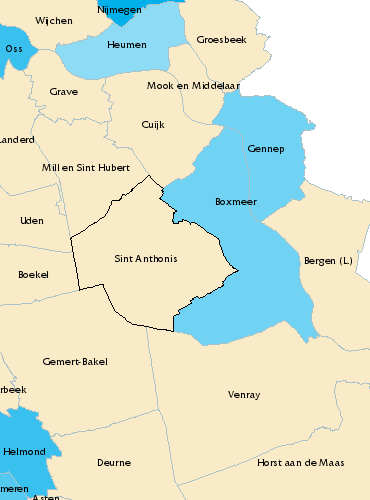 Nijmegen
Wijchen
Groesbeek
Heumen
Oss
Mook en Middelaar
Grave
Cuijk
Landerd
Gennep
Mill en Sint Hubert
Boxmeer
Uden
Sint Anthonis
Bergen (L.)
Boekel
Gemert-Bakel
rbeek
Venray
Helmond
Deurne
Horst aan de Maas
meren
Asten